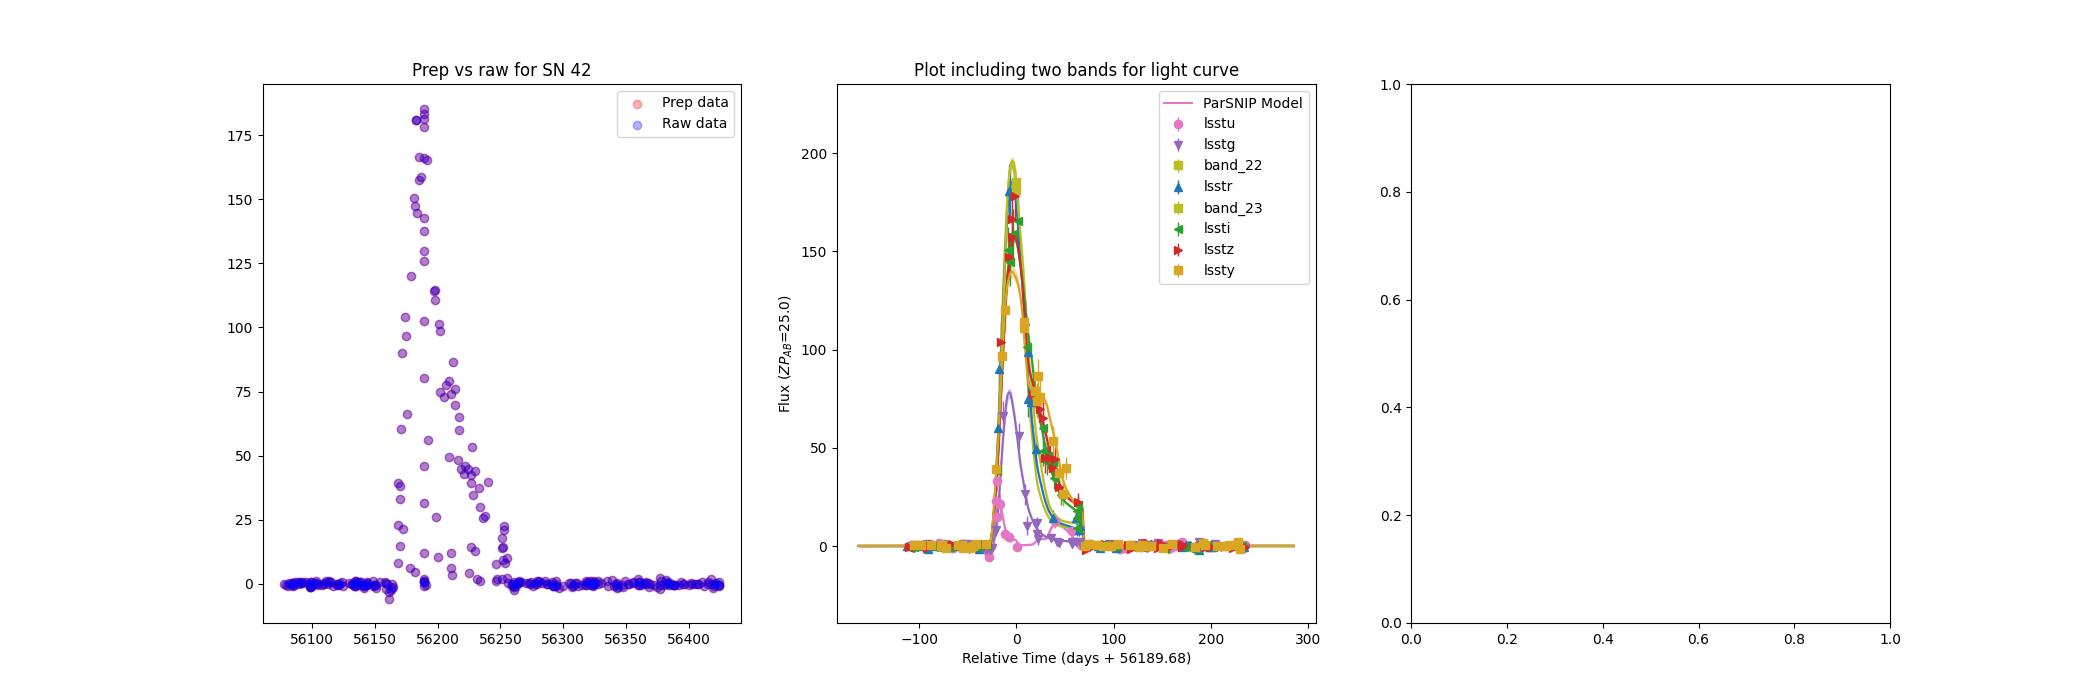 Prep vs raw for SN 42
Prep data
Raw data
175
150
125
100
75
50
25
0
56100 56150 56200 56250 56300 56350 56400
Plot including two bands for light curve
ParSNIP Model
lsstu
lsstg
band_22
lsstr
band_23
lssti
lsstz
lssty
Flux (ZP_AB=25.0)
200
150
100
50
0
−100 0 100 200 300
Relative Time (days + 56189.68)
1.0
0.8
0.6
0.4
0.2
0.0
0.0 0.2 0.4 0.6 0.8 1.0